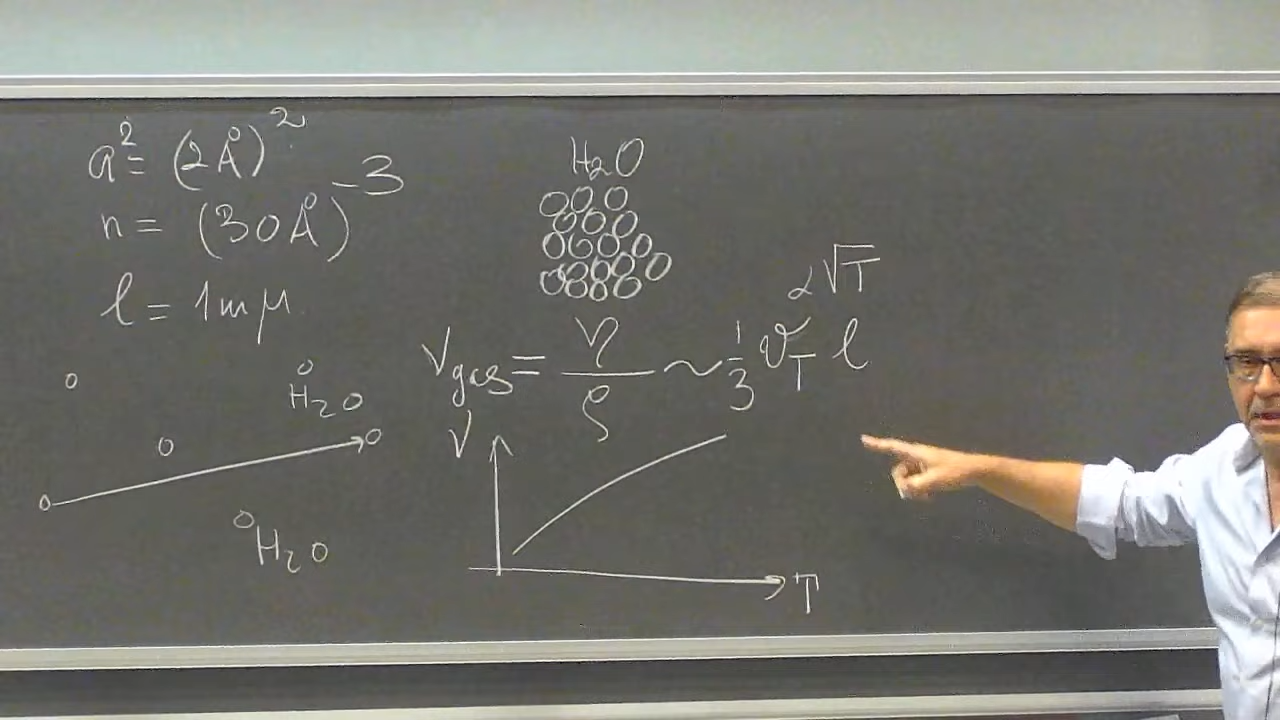 a² = (2Å)²
n = (30Å)⁻³
l = 1mμ
H₂O
H₂O
H₂O
α√T
ν_gas = η/ρ ~ 1/3 v_T l
ν
T